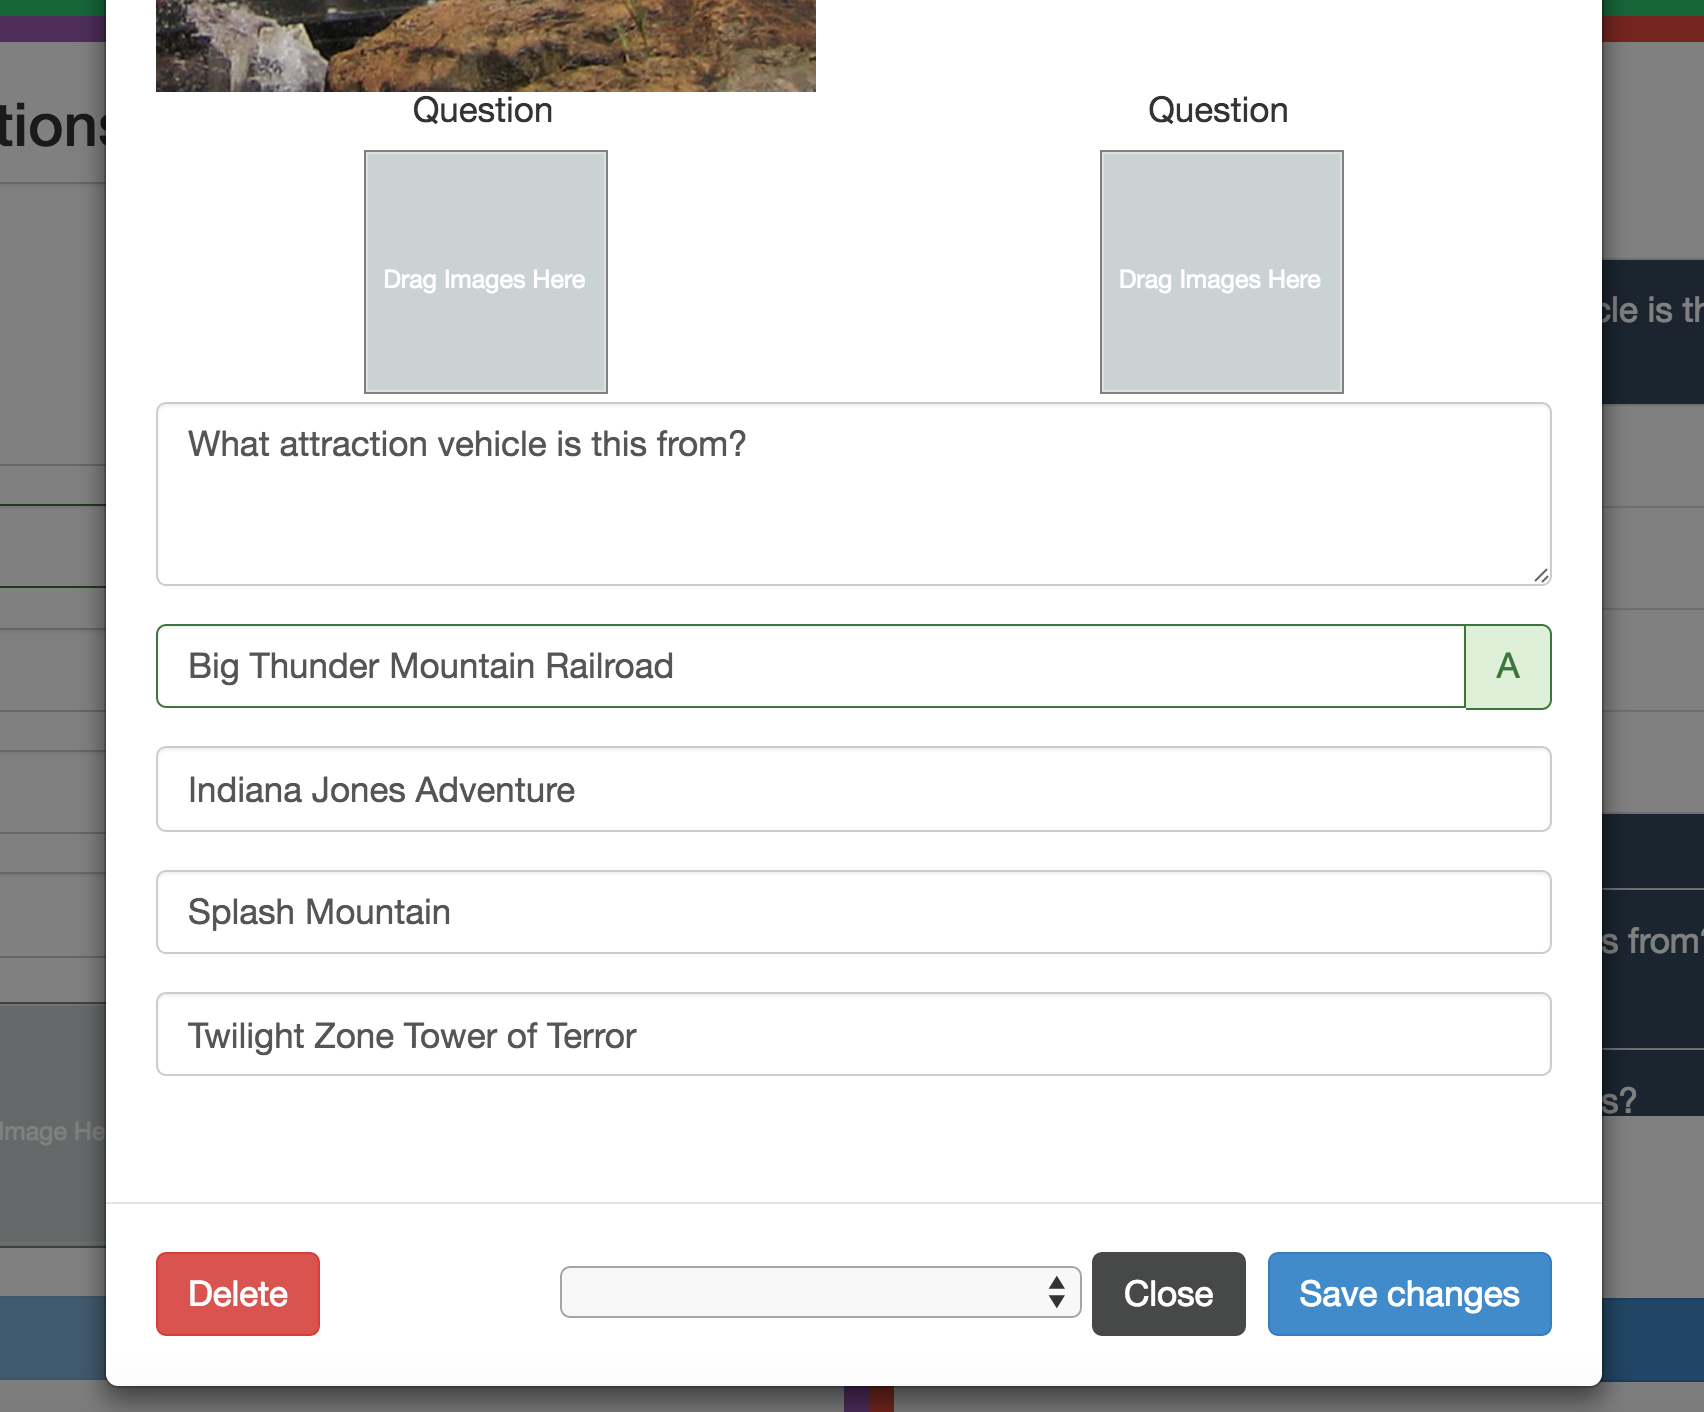 tions
Question
Question
Drag Images Here
Drag Images Here
cle is th
What attraction vehicle is this from?
Big Thunder Mountain Railroad
A
Indiana Jones Adventure
Splash Mountain
s from?
Twilight Zone Tower of Terror
s?
Image He
Delete
Close
Save changes